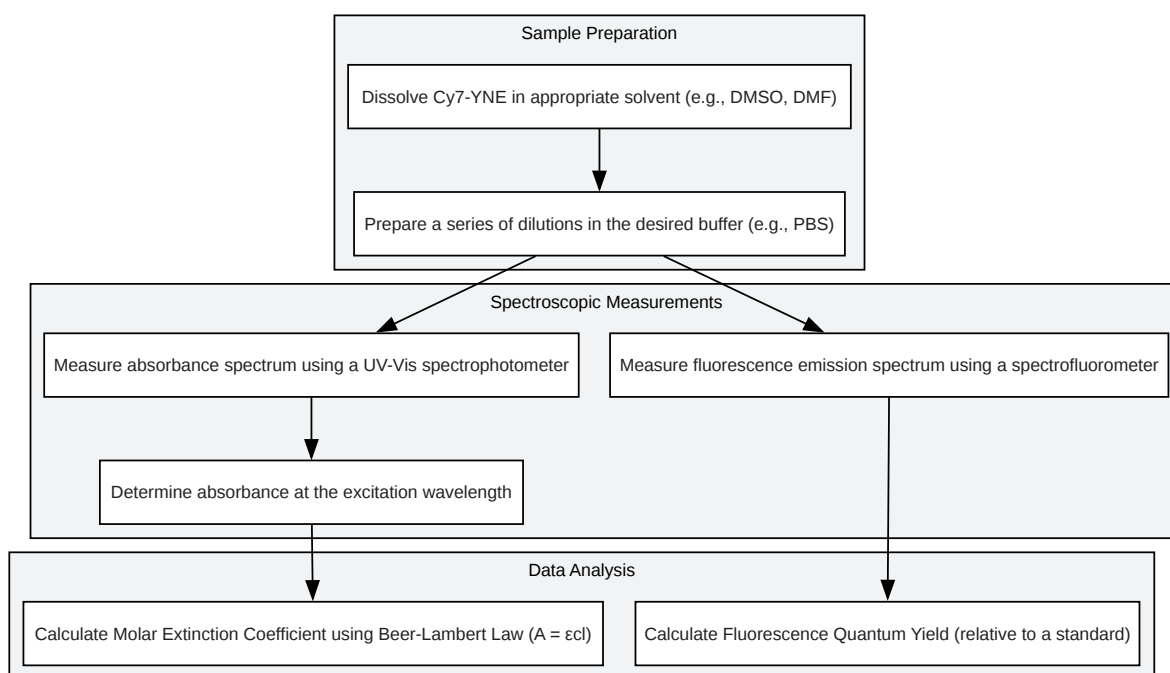 Sample Preparation
Dissolve Cy7-YNE in appropriate solvent (e.g., DMSO, DMF)
Prepare a series of dilutions in the desired buffer (e.g., PBS)
Spectroscopic Measurements
Measure absorbance spectrum using a UV-Vis spectrophotometer
Measure fluorescence emission spectrum using a spectrofluorometer
Determine absorbance at the excitation wavelength
Data Analysis
Calculate Molar Extinction Coefficient using Beer-Lambert Law (A = εcl)
Calculate Fluorescence Quantum Yield (relative to a standard)